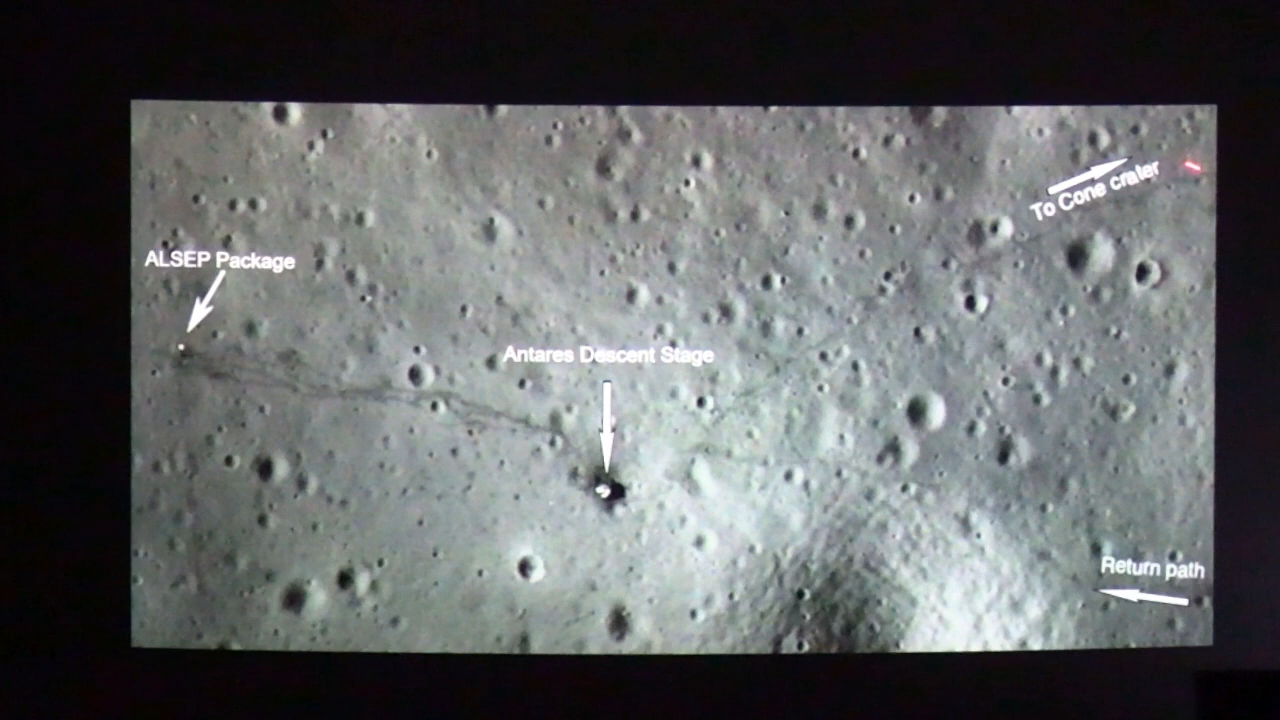 To Cone crater
ALSEP Package
Antares Descent Stage
Return path